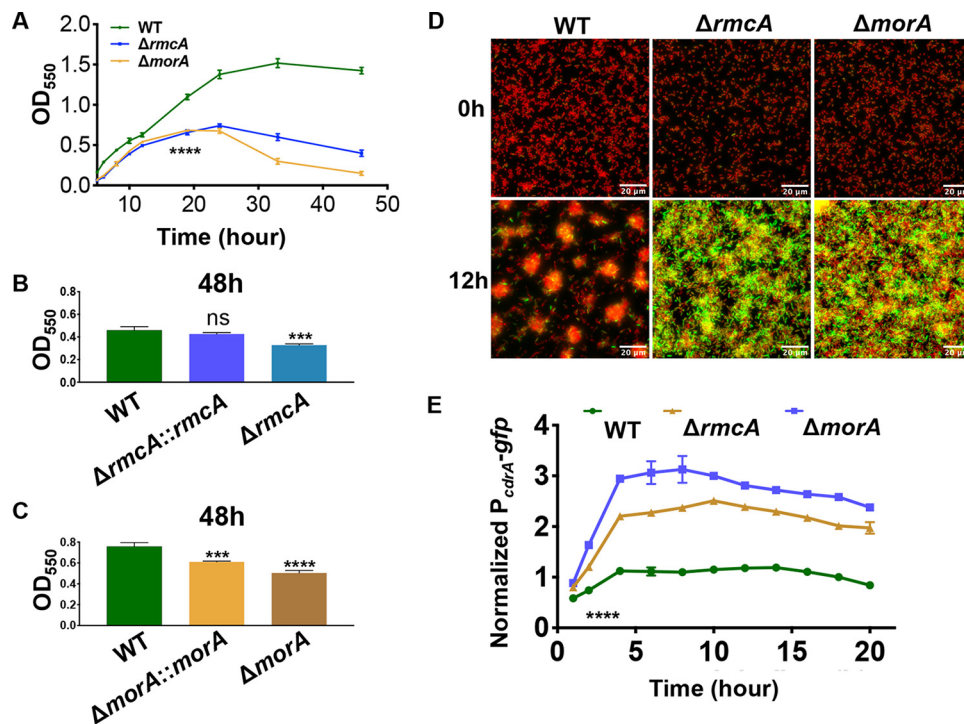 A
WT
ΔrmcA
ΔmorA
OD550
1.5
1.0
0.5
0.0
10 20 30 40 50
Time (hour)
****
B
48h
OD550
0.8
0.6
0.4
0.2
0.0
ns
***
WT
ΔrmcA::rmcA
ΔrmcA
C
48h
OD550
0.8
0.6
0.4
0.2
0.0
***
****
WT
ΔmorA::morA
ΔmorA
D
WT ΔrmcA ΔmorA
0h
20 µm 20 µm 20 µm
12h
20 µm 20 µm 20 µm
E
WT ΔrmcA ΔmorA
Normalized PcdrA-gfp
4
3
2
1
0
****
0 5 10 15 20
Time (hour)